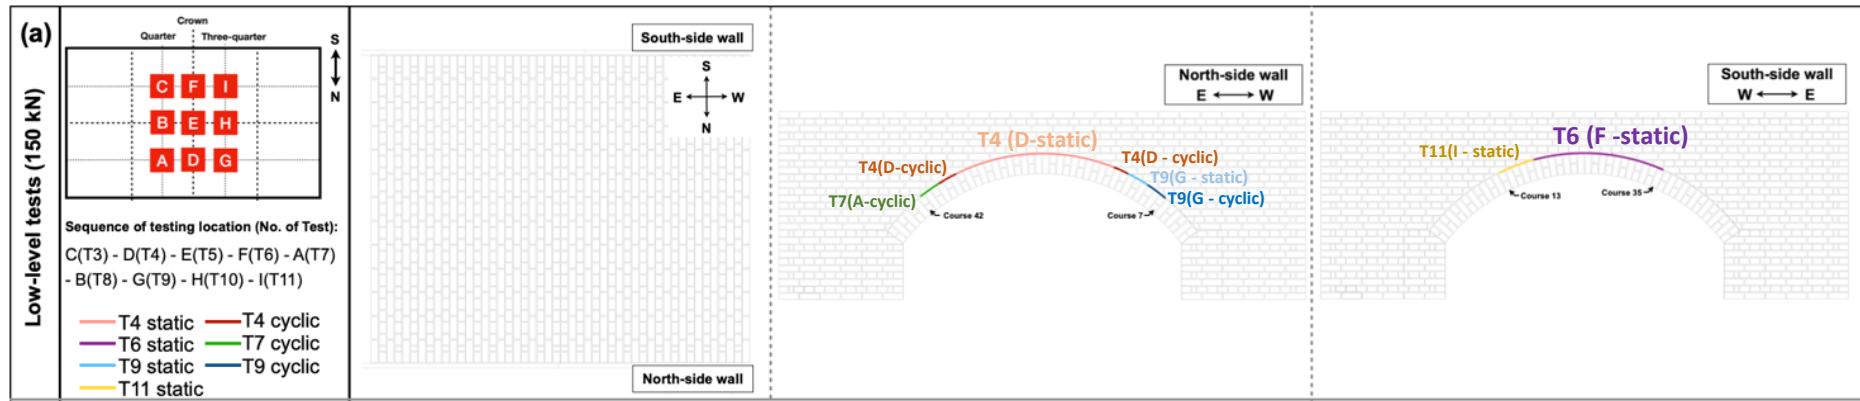 (a)
Low-level tests (150 kN)
Crown
Quarter
Three-quarter
S
N
C F I
B E H
A D G
Sequence of testing location (No. of Test):
C(T3) - D(T4) - E(T5) - F(T6) - A(T7)
- B(T8) - G(T9) - H(T10) - I(T11)
T4 static
T4 cyclic
T6 static
T7 cyclic
T9 static
T9 cyclic
T11 static
South-side wall
S
E W
N
North-side wall
North-side wall
E W
T4 (D-static)
T4(D-cyclic)
T4(D - cyclic)
T9(G - static)
T7(A-cyclic)
T9(G - cyclic)
Course 42
Course 7
South-side wall
W E
T6 (F -static)
T11(I - static)
Course 13
Course 35